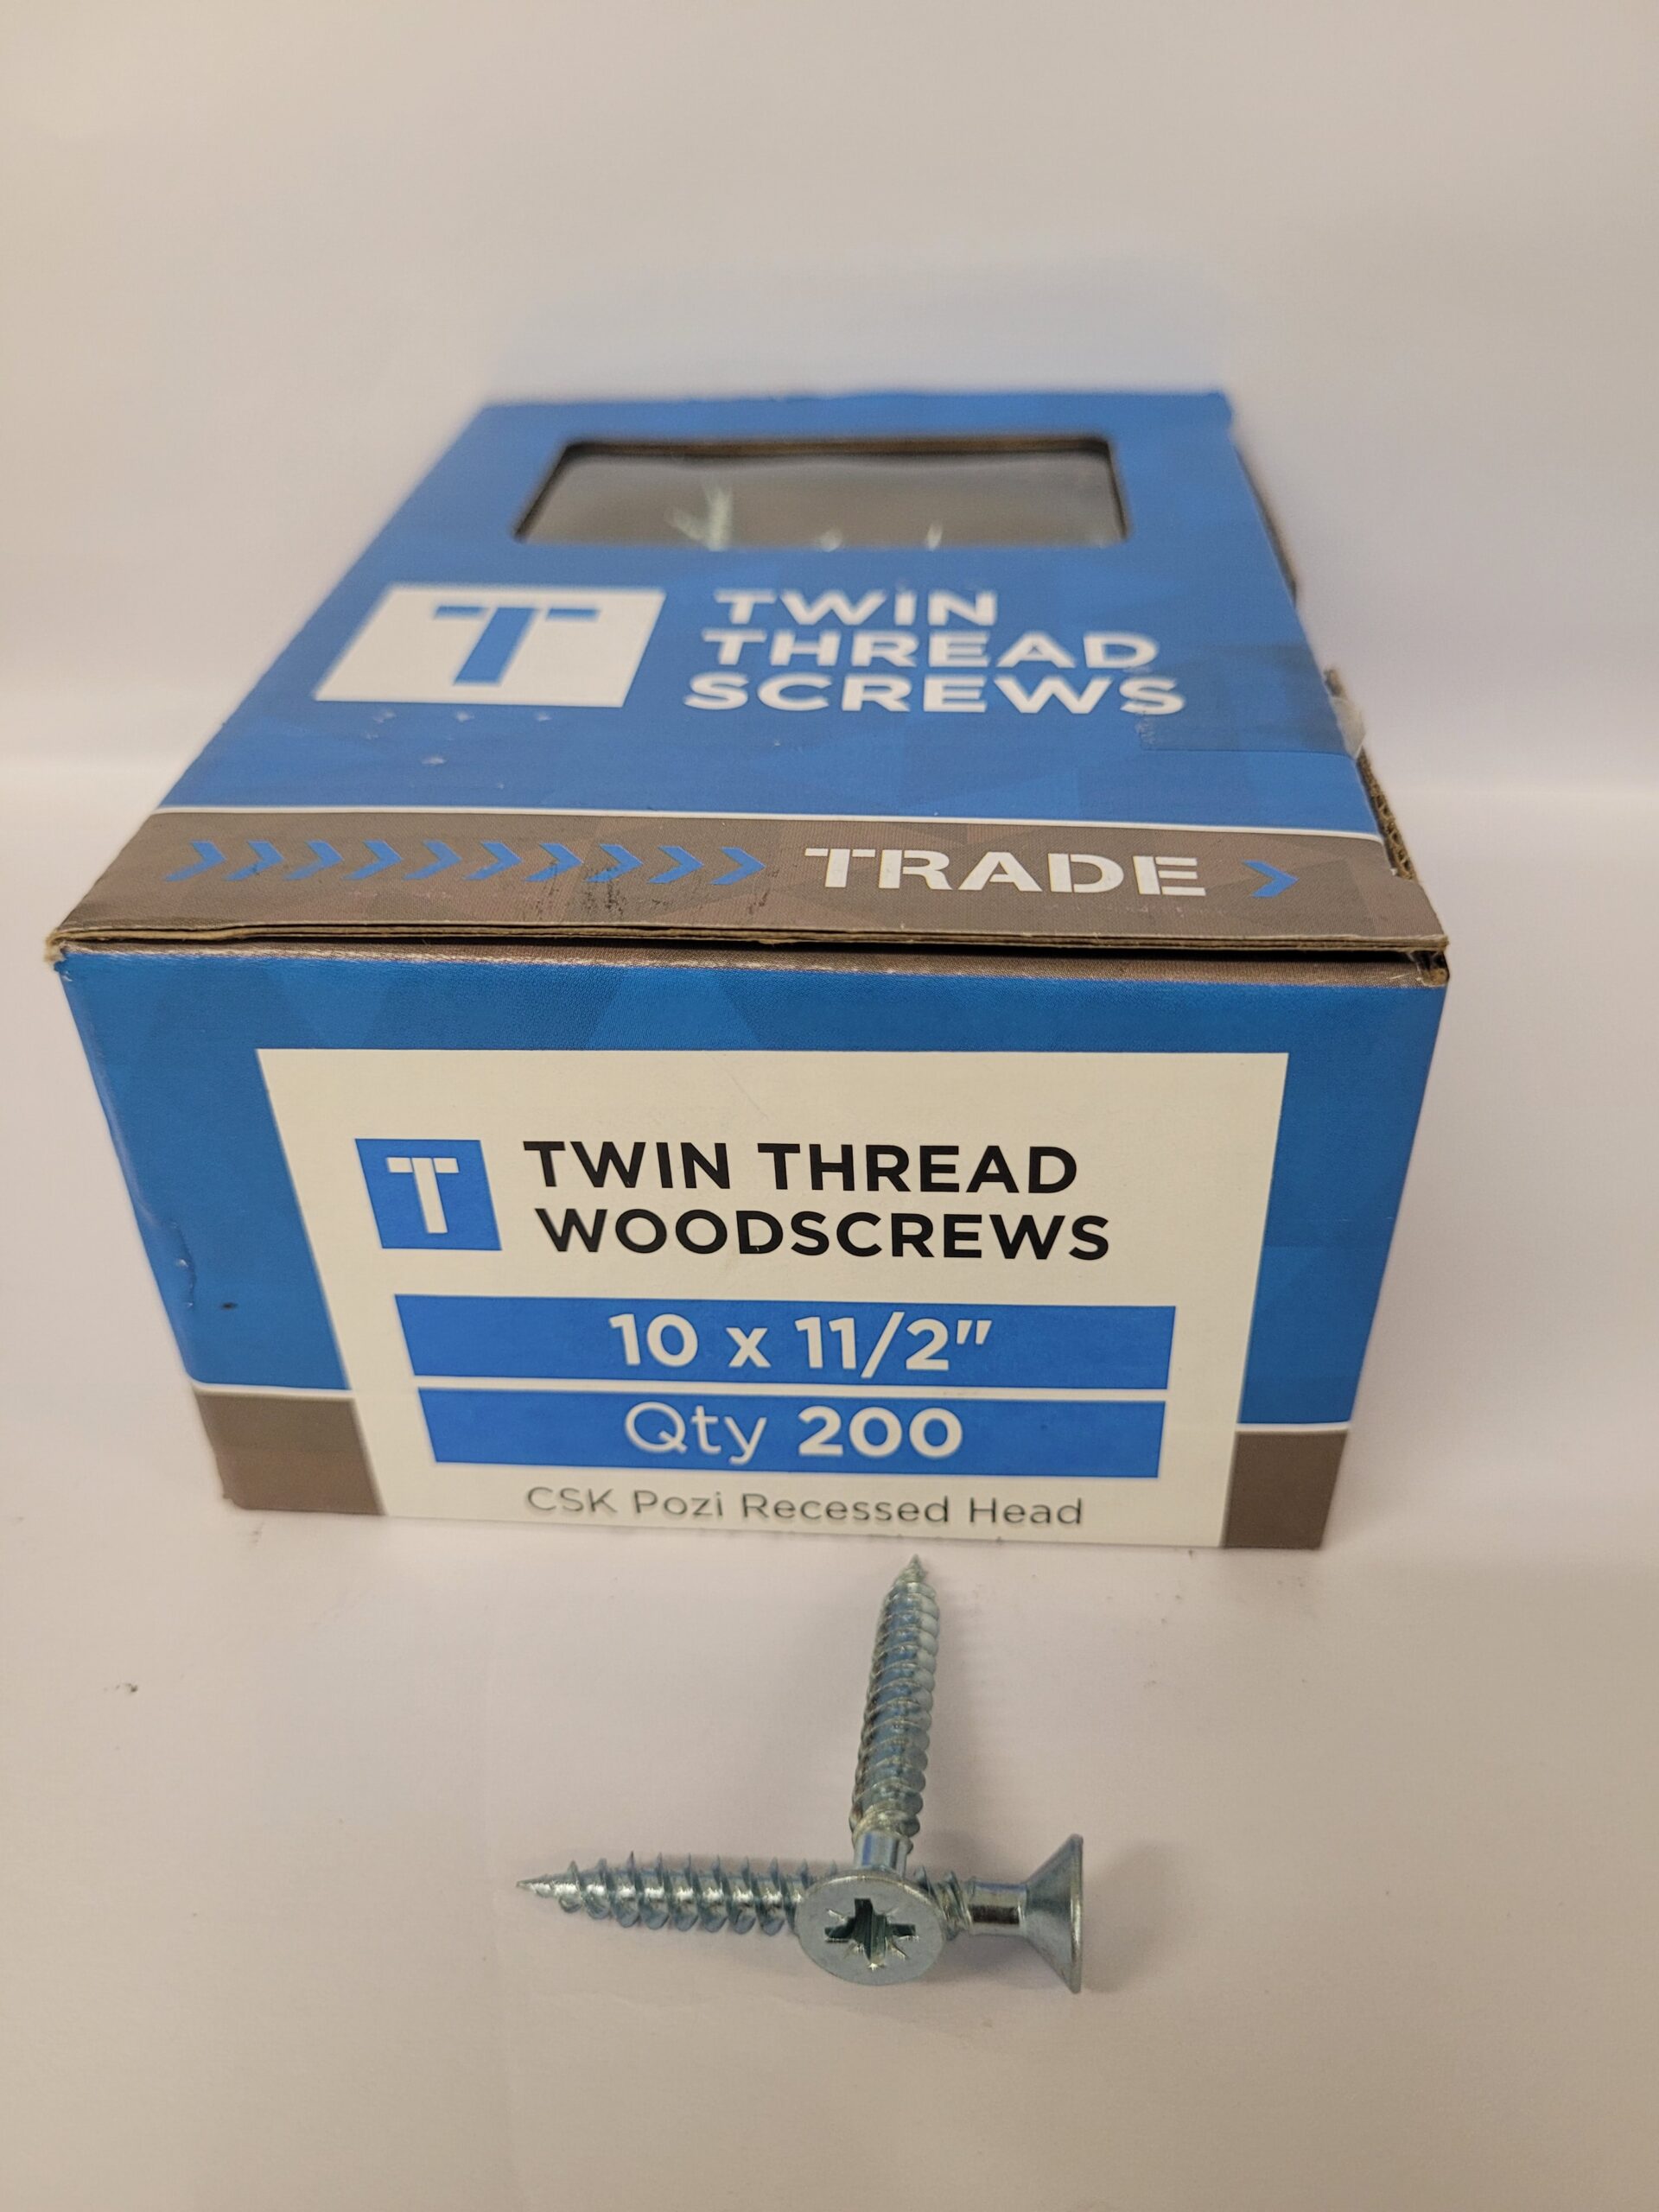 T
TWIN
THREAD
SCREWS
TRADE
T
TWIN THREAD
WOODSCREWS
10 x 11/2"
Qty 200
CSK Pozi Recessed Head